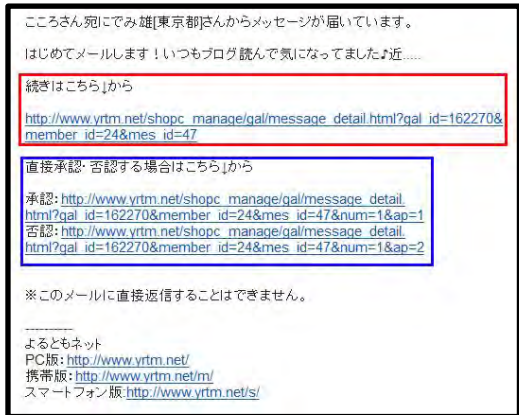 こころさん宛にでみ雄[東京都]さんからメッセージが届いています。
はじめてメールします！いつもブログ読んで気になってました♪近.....
続きはこちら↓から
http://www.yrtm.net/shopc_manage/gal/message_detail.html?gal_id=162270&
member_id=24&mes_id=47
直接承認・否認する場合はこちら↓から
承認：http://www.yrtm.net/shopc_manage/gal/message_detail.
html?gal_id=162270&member_id=24&mes_id=47&num=1&ap=1
否認：http://www.yrtm.net/shopc_manage/gal/message_detail.
html?gal_id=162270&member_id=24&mes_id=47&num=1&ap=2
※このメールに直接返信することはできません。
----------
よるともネット
PC版：http://www.yrtm.net/
携帯版：http://www.yrtm.net/m/
スマートフォン版:http://www.yrtm.net/s/